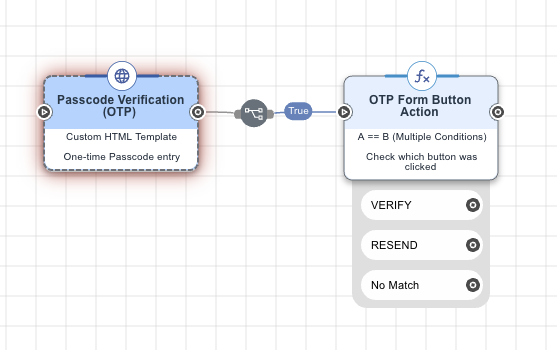 Passcode Verification
(OTP)
Custom HTML Template
One-time Passcode entry
True
fx
OTP Form Button
Action
A == B (Multiple Conditions)
Check which button was
clicked
VERIFY
RESEND
No Match